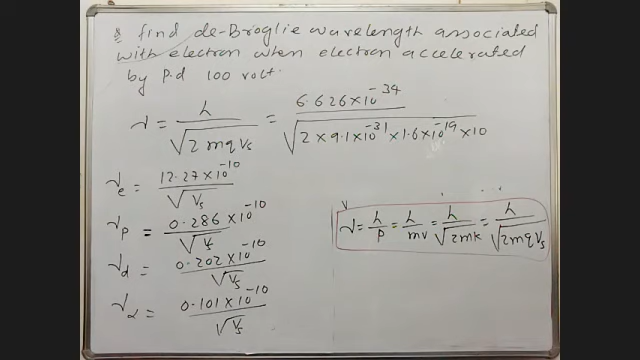 Q find de-Broglie wavelength associated
with electron when electron accelerated
by P.d 100 volt.
λ = h / √(2mqVs) = 6.626×10⁻³⁴ / √(2×9.1×10⁻³¹×1.6×10⁻¹⁹×10)
λe = 12.27×10⁻¹⁰ / √Vs
λp = 0.286×10⁻¹⁰ / √Vs
λd = 0.202×10⁻¹⁰ / √Vs
λα = 0.101×10⁻¹⁰ / √Vs
λ = h/p = h/mv = h/√(2mk) = h/√(2mqVs)